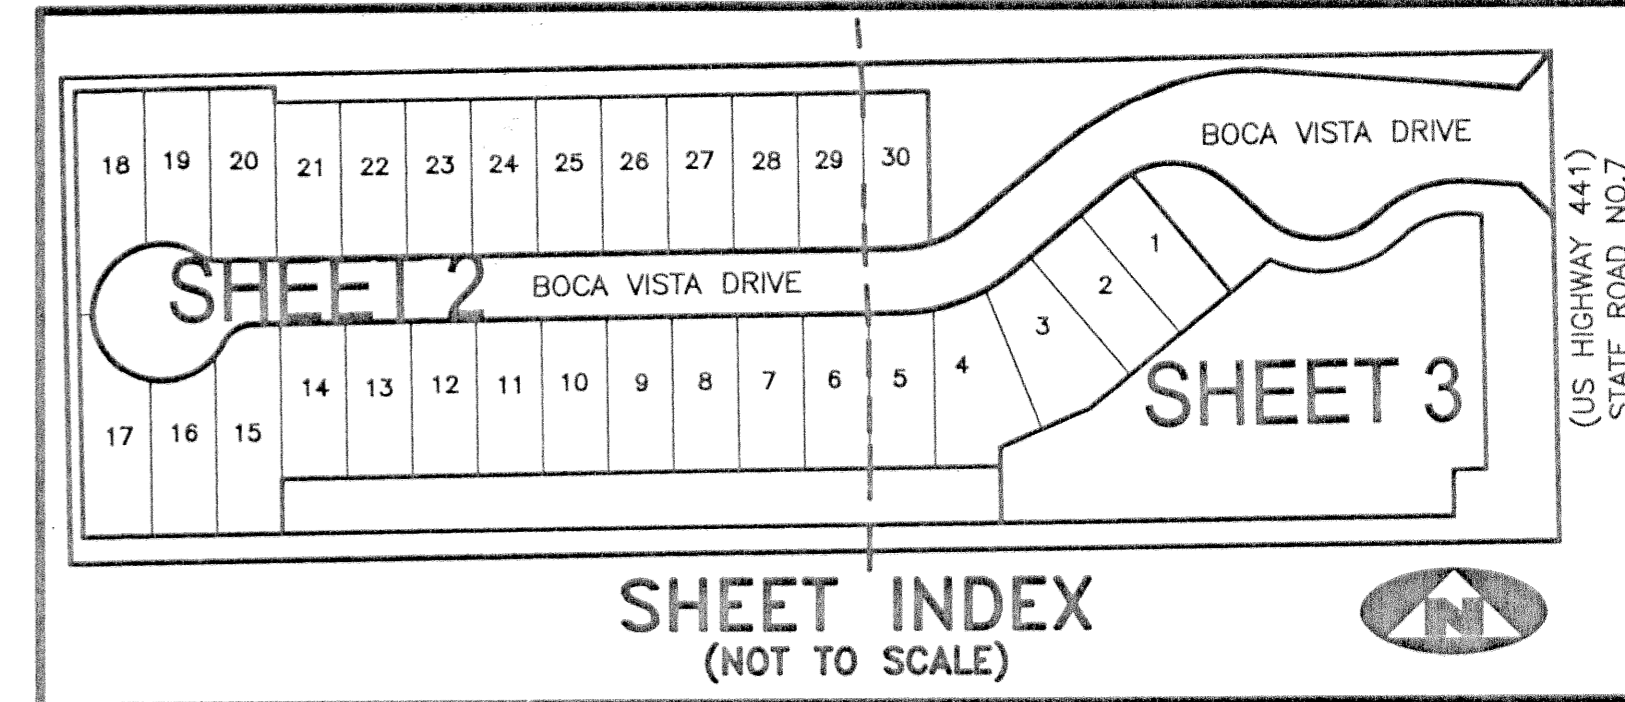 BOCA VISTA DRIVE
18 19 20 21 22 23 24 25 26 27 28 29 30
1
2
3
4
SHEET 2
BOCA VISTA DRIVE
17 16 15 14 13 12 11 10 9 8 7 6 5
SHEET 3
(US HIGHWAY 441)
STATE ROAD NO.7
SHEET INDEX
(NOT TO SCALE)
N